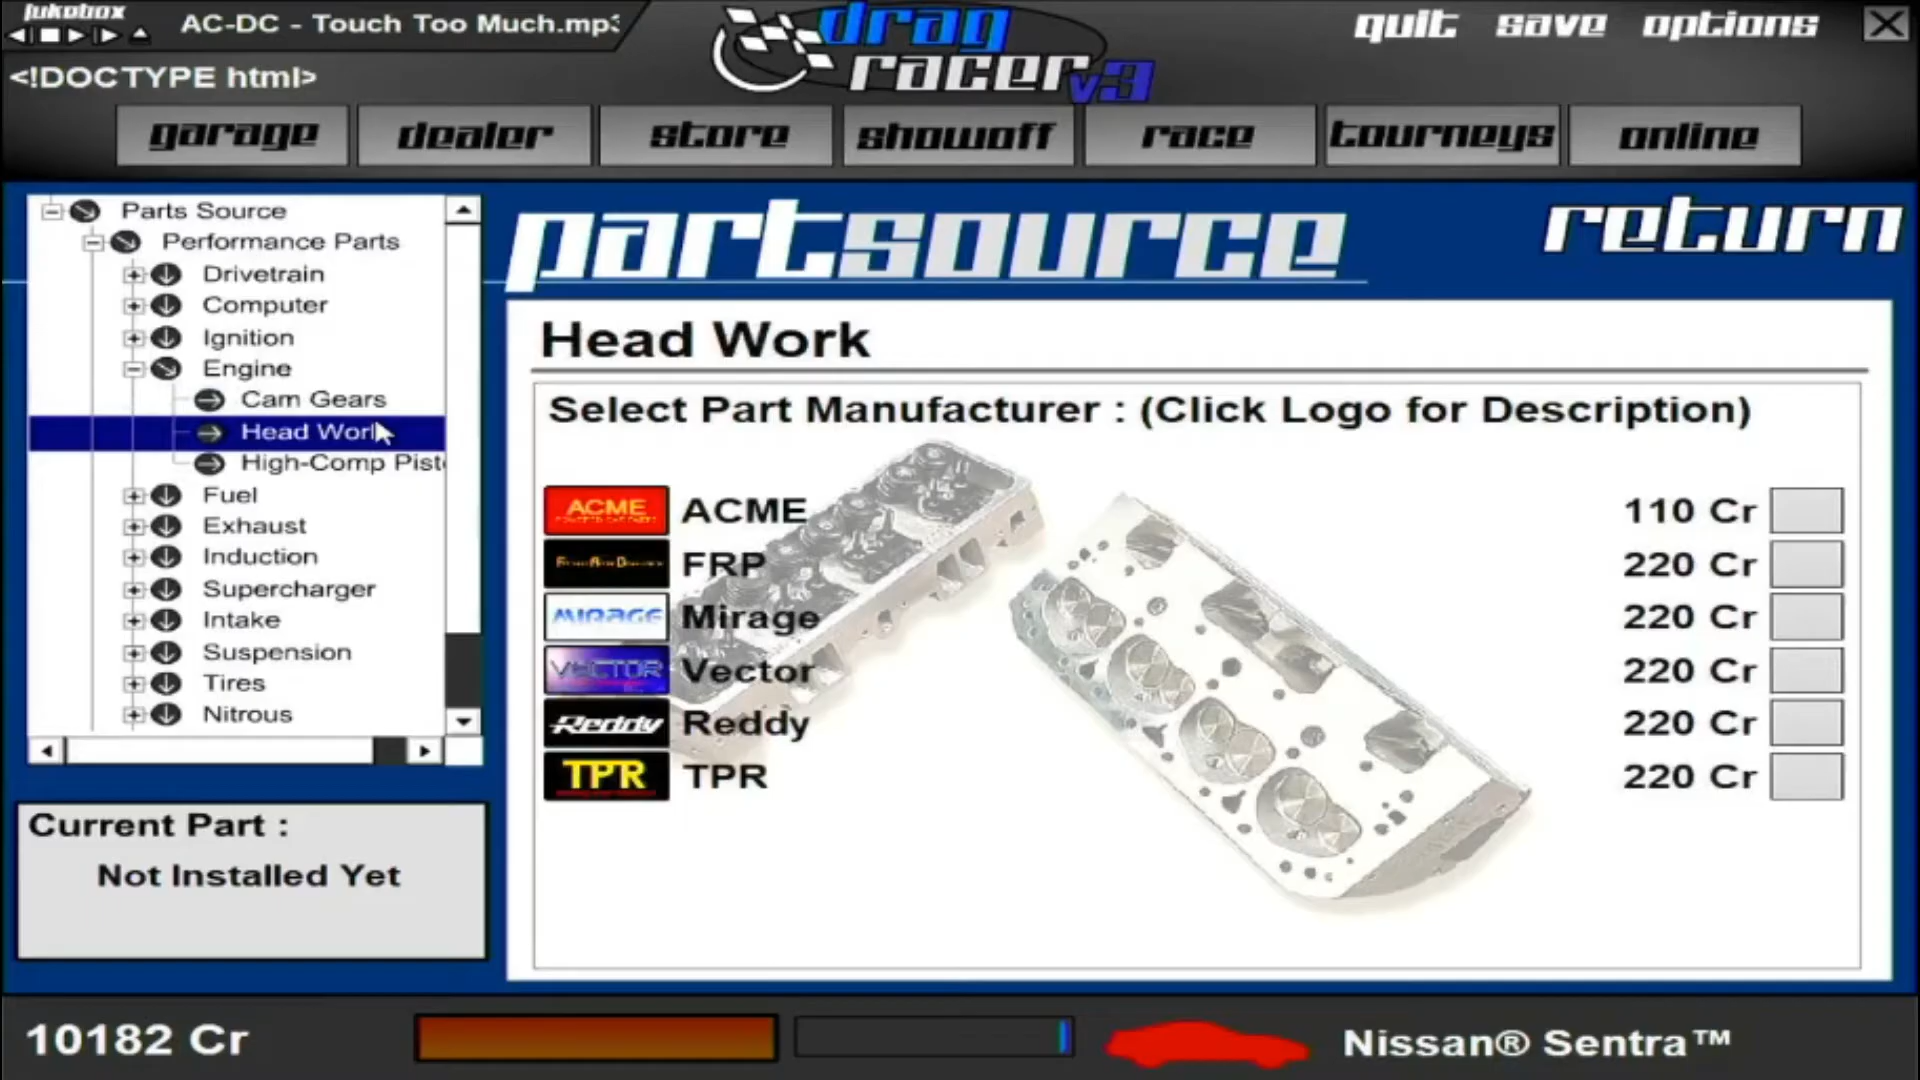 jukebox
AC-DC - Touch Too Much.mp3
<!DOCTYPE html>
drag
racer v3
quit save options
garage dealer store showoff race tourneys online
Parts Source
Performance Parts
Drivetrain
Computer
Ignition
Engine
Cam Gears
Head Work
High-Comp Pist
Fuel
Exhaust
Induction
Supercharger
Intake
Suspension
Tires
Nitrous
Current Part :
Not Installed Yet
partsource
return
Head Work
Select Part Manufacturer : (Click Logo for Description)
ACME ACME 110 Cr
FRP 220 Cr
MIRAGE Mirage 220 Cr
VECTOR Vector 220 Cr
Reddy Reddy 220 Cr
TPR TPR 220 Cr
10182 Cr
Nissan® Sentra™